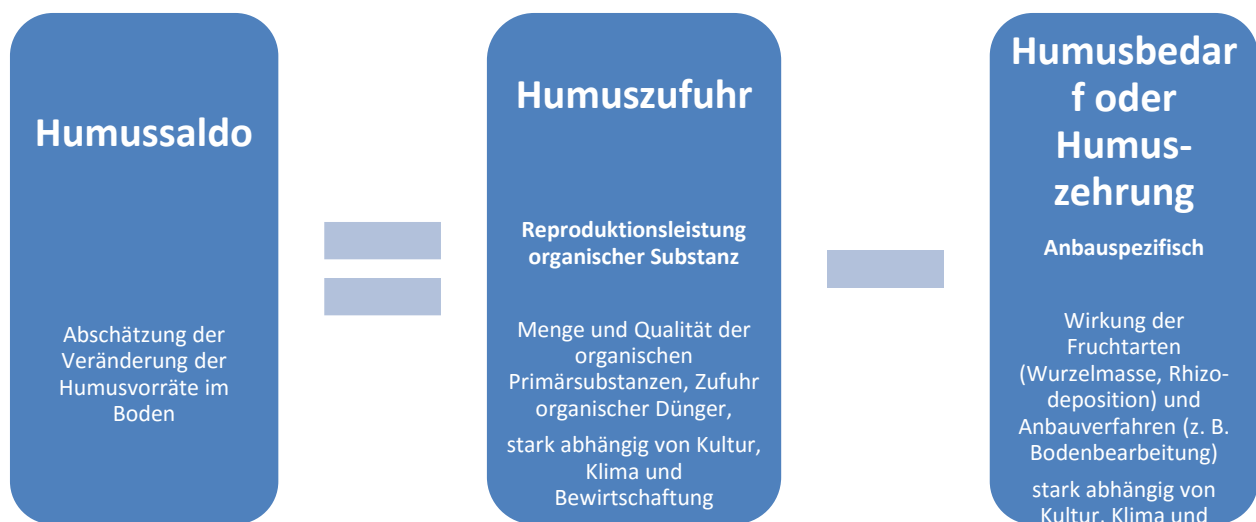 Humussaldo
Abschätzung der
Veränderung der
Humusvorräte im
Boden
Humuszufuhr
Reproduktionsleistung
organischer Substanz
Menge und Qualität der
organischen
Primärsubstanzen, Zufuhr
organischer Dünger,
stark abhängig von Kultur,
Klima und
Bewirtschaftung
Humusbedar
f oder
Humus-
zehrung
Anbauspezifisch
Wirkung der
Fruchtarten
(Wurzelmasse, Rhizo-
deposition) und
Anbauverfahren (z. B.
Bodenbearbeitung)
stark abhängig von
Kultur, Klima und